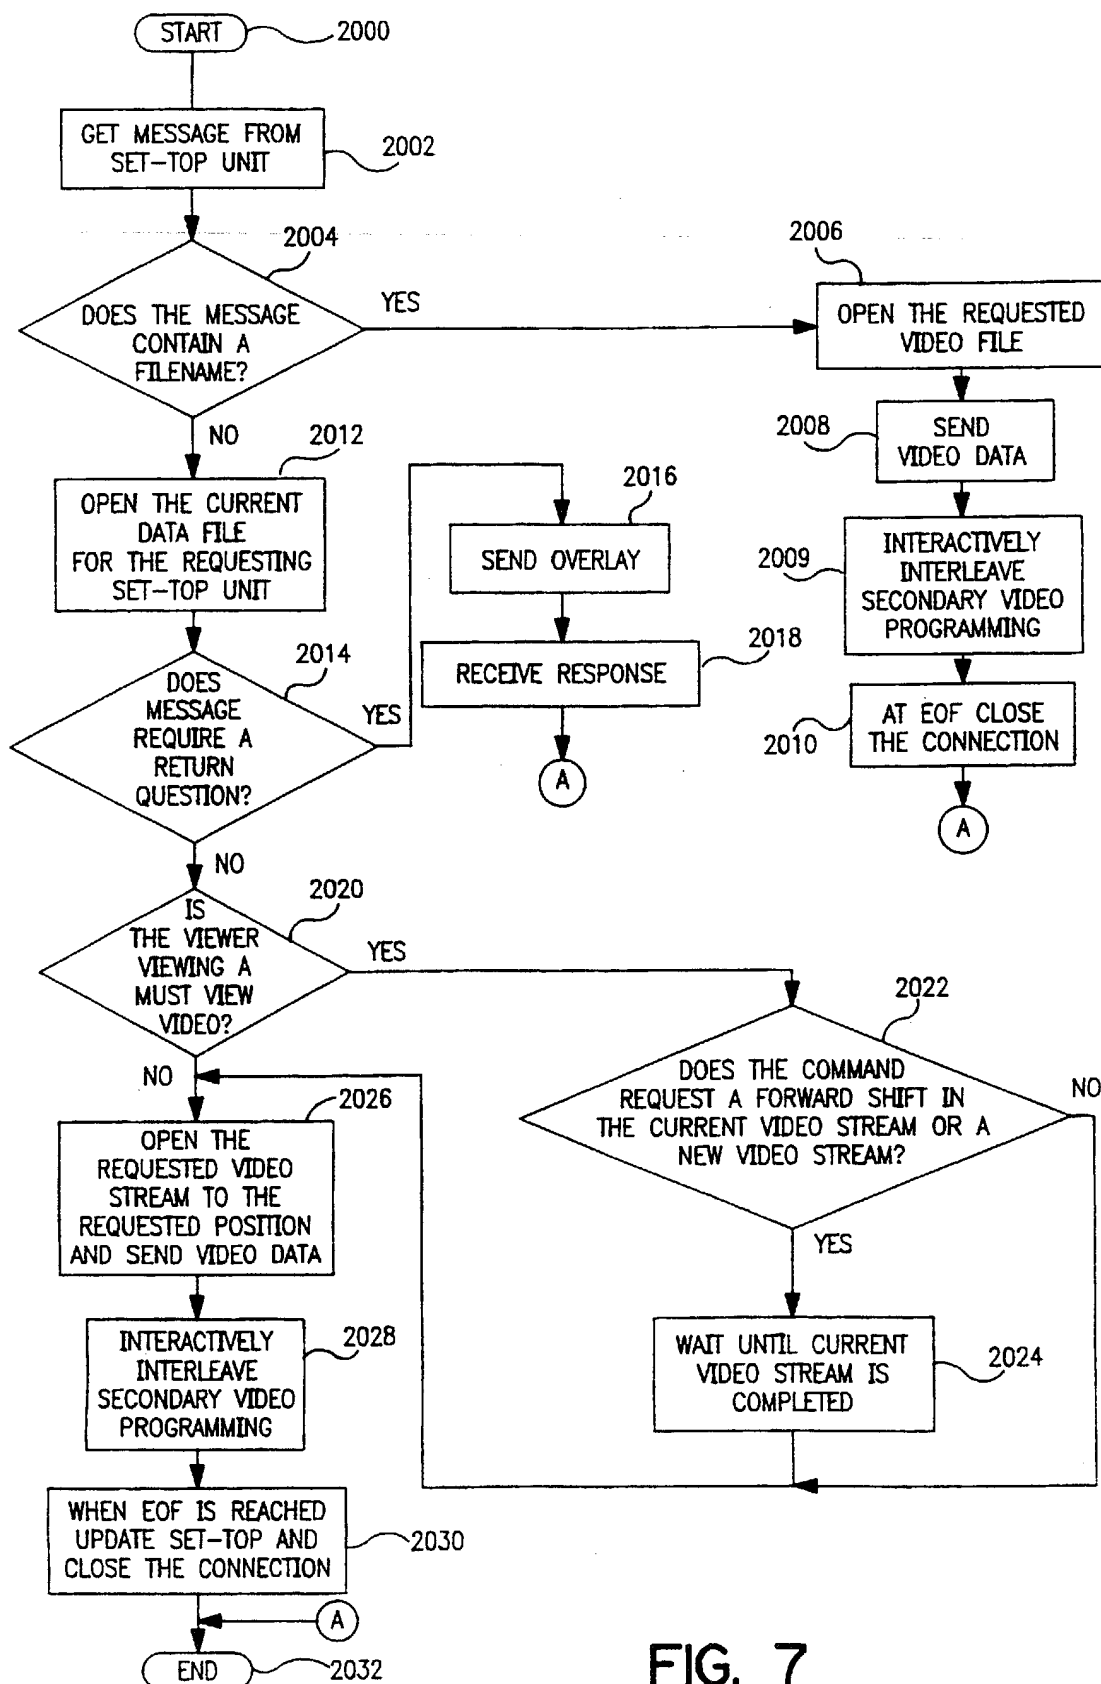 START
2000
GET MESSAGE FROM
SET-TOP UNIT
2002
2004
DOES THE MESSAGE
CONTAIN A
FILENAME?
YES
NO
2006
OPEN THE REQUESTED
VIDEO FILE
2008
SEND
VIDEO DATA
2009
INTERACTIVELY
INTERLEAVE
SECONDARY VIDEO
PROGRAMMING
2010
AT EOF CLOSE
THE CONNECTION
A
2012
OPEN THE CURRENT
DATA FILE
FOR THE REQUESTING
SET-TOP UNIT
2014
DOES
MESSAGE
REQUIRE A
RETURN
QUESTION?
YES
NO
2016
SEND OVERLAY
RECEIVE RESPONSE
2018
A
2020
IS
THE VIEWER
VIEWING A
MUST VIEW
VIDEO?
YES
NO
2022
DOES THE COMMAND
REQUEST A FORWARD SHIFT IN
THE CURRENT VIDEO STREAM OR A
NEW VIDEO STREAM?
NO
YES
WAIT UNTIL CURRENT
VIDEO STREAM IS
COMPLETED
2024
2026
OPEN THE
REQUESTED VIDEO
STREAM TO THE
REQUESTED POSITION
AND SEND VIDEO DATA
INTERACTIVELY
INTERLEAVE
SECONDARY VIDEO
PROGRAMMING
2028
WHEN EOF IS REACHED
UPDATE SET-TOP AND
CLOSE THE CONNECTION
2030
A
END
2032
FIG. 7